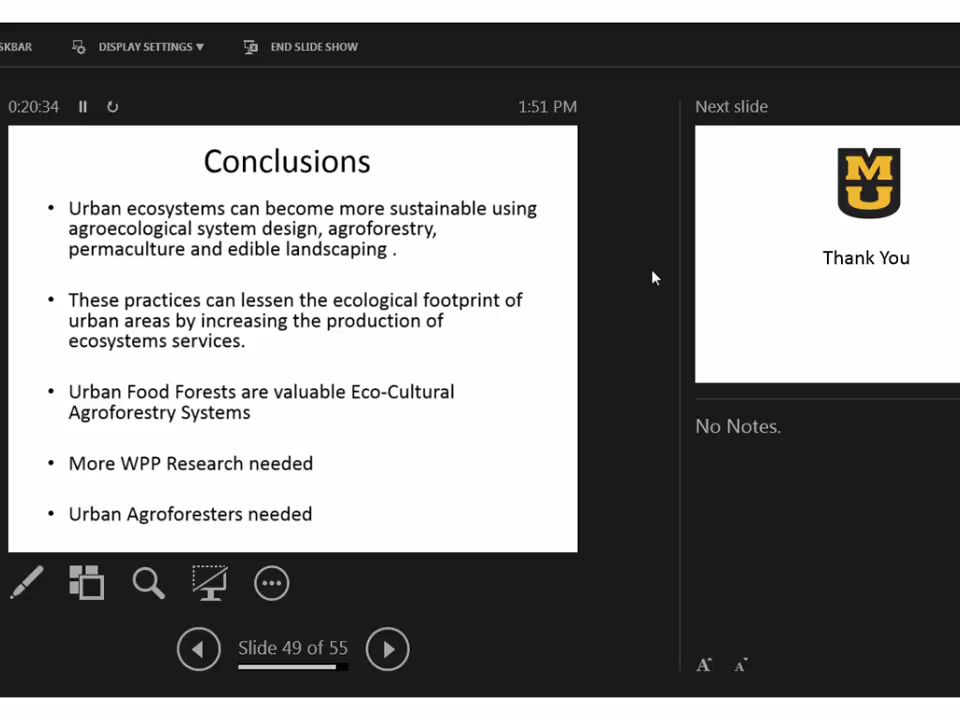 SKBAR DISPLAY SETTINGS ▼ END SLIDE SHOW
0:20:34 1:51 PM
Conclusions
• Urban ecosystems can become more sustainable using
agroecological system design, agroforestry,
permaculture and edible landscaping .
• These practices can lessen the ecological footprint of
urban areas by increasing the production of
ecosystems services.
• Urban Food Forests are valuable Eco-Cultural
Agroforestry Systems
• More WPP Research needed
• Urban Agroforesters needed
Slide 49 of 55
Next slide
MU
Thank You
No Notes.
A A